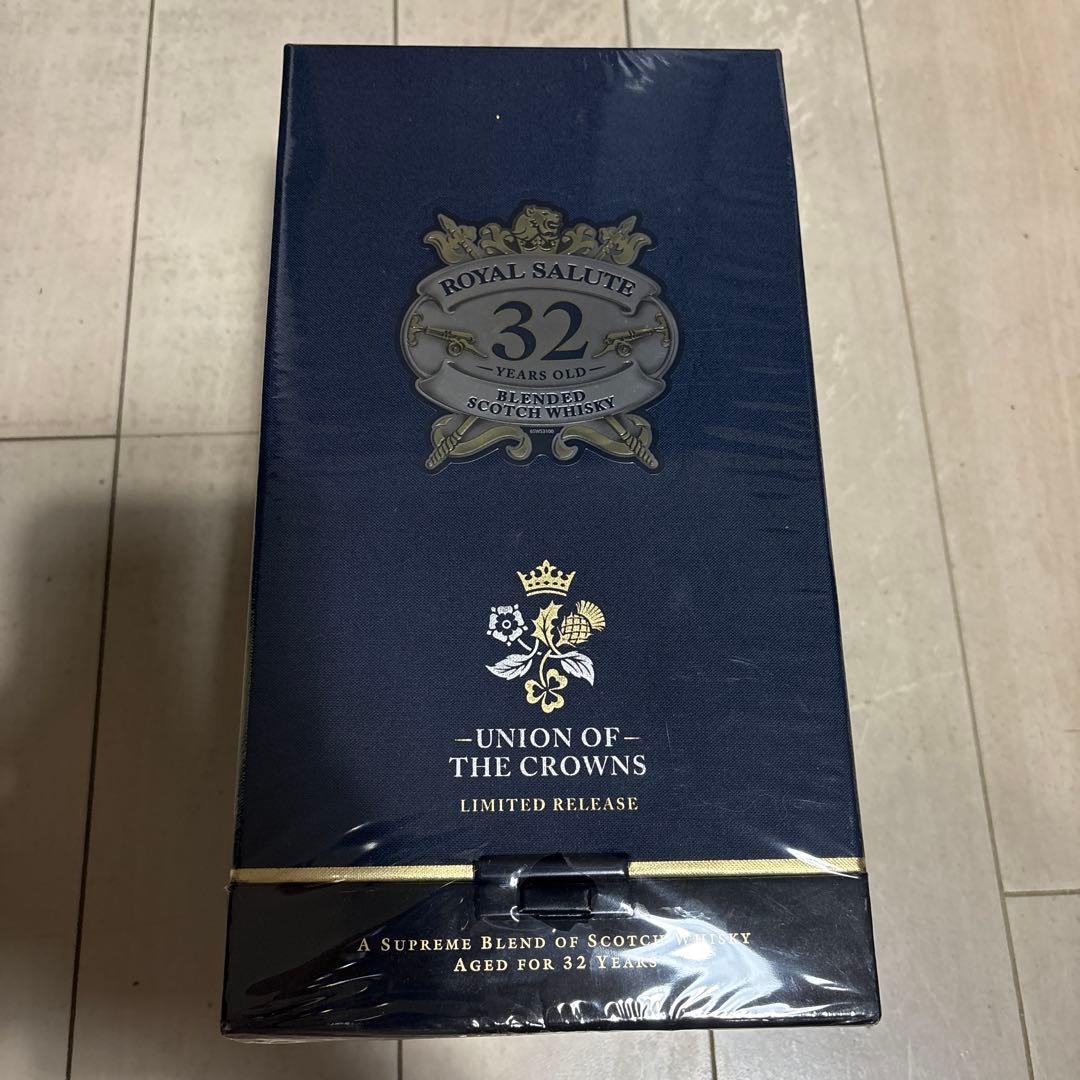 ROYAL SALUTE
32
YEARS OLD
BLENDED
SCOTCH WHISKY
-UNION OF-
THE CROWNS
LIMITED RELEASE
A SUPREME BLEND OF SCOTCH WHISKY
AGED FOR 32 YEARS